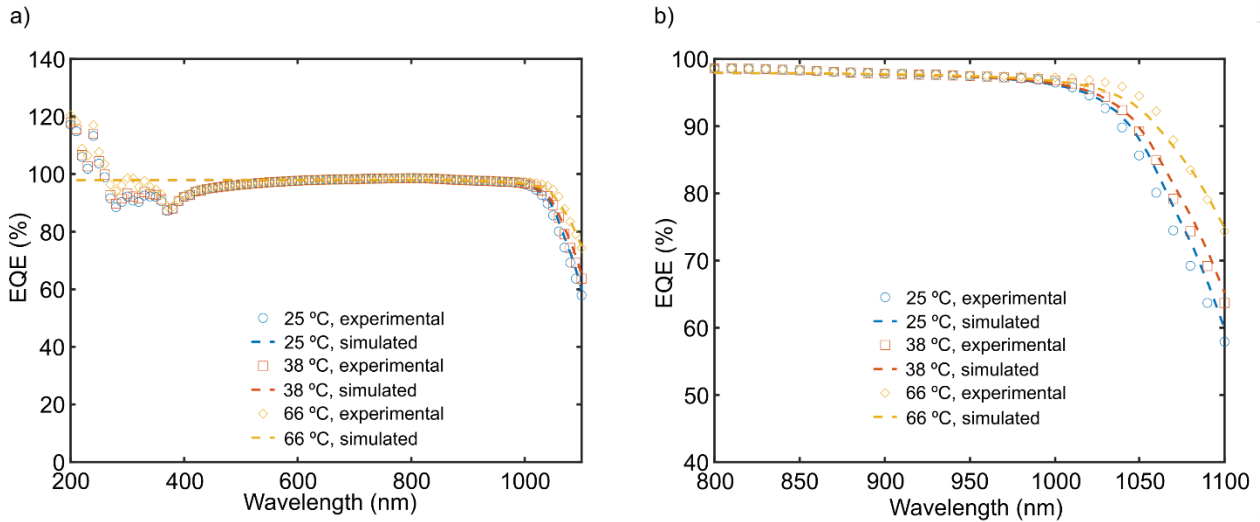 a)
EQE (%)
140
120
100
80
60
40
20
0
25 ºC, experimental
25 ºC, simulated
38 ºC, experimental
38 ºC, simulated
66 ºC, experimental
66 ºC, simulated
200 400 600 800 1000
Wavelength (nm)
b)
EQE (%)
100
90
80
70
60
50
40
25 ºC, experimental
25 ºC, simulated
38 ºC, experimental
38 ºC, simulated
66 ºC, experimental
66 ºC, simulated
800 850 900 950 1000 1050 1100
Wavelength (nm)